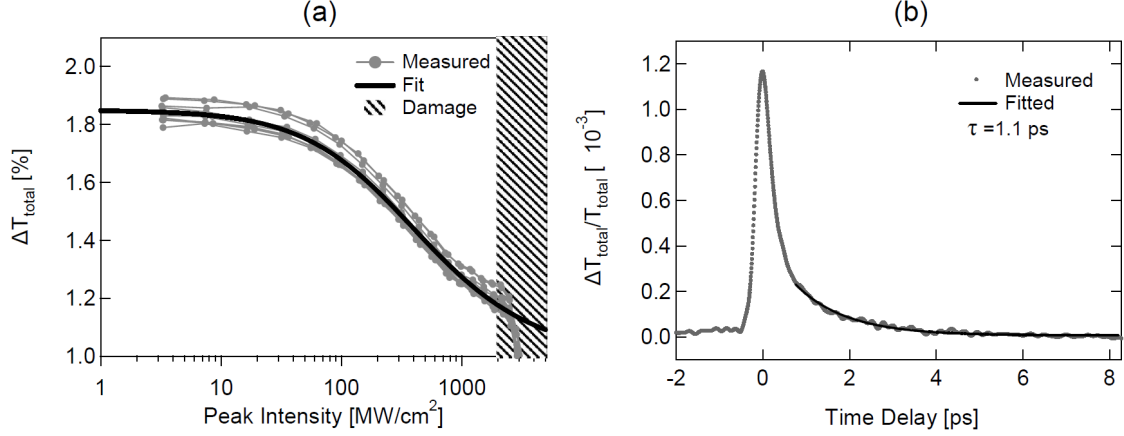 (a)
2.0
1.8
1.6
1.4
1.2
1.0
ΔT_total [%]
Measured
Fit
Damage
1 10 100 1000
Peak Intensity [MW/cm²]
(b)
1.2
1.0
0.8
0.6
0.4
0.2
0.0
ΔT_total/T_total [ 10⁻³]
Measured
Fitted
τ =1.1 ps
-2 0 2 4 6 8
Time Delay [ps]